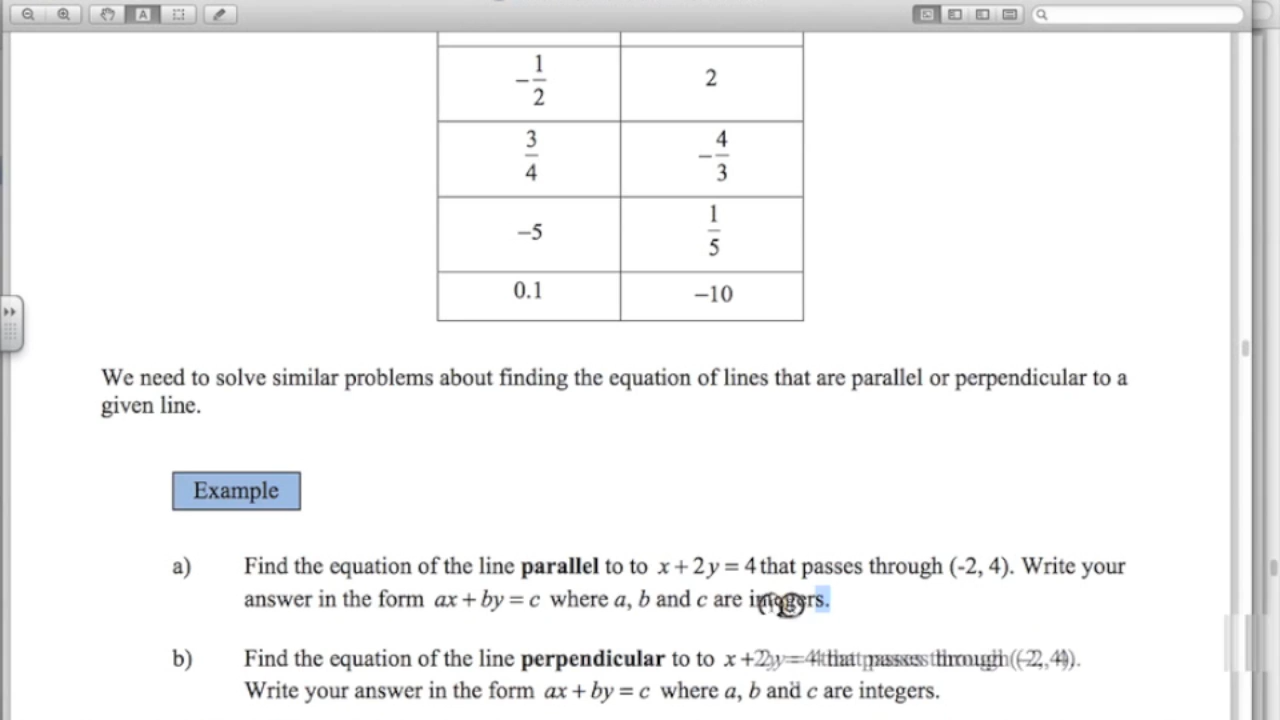 A
-1/2 2
3/4 -4/3
-5 1/5
0.1 -10
We need to solve similar problems about finding the equation of lines that are parallel or perpendicular to a
given line.
Example
a) Find the equation of the line parallel to to x + 2y = 4 that passes through (-2, 4). Write your
answer in the form ax + by = c where a, b and c are integers.
b) Find the equation of the line perpendicular to to x + 2y = 4 that passes through (-2, 4).
Write your answer in the form ax + by = c where a, b and c are integers.